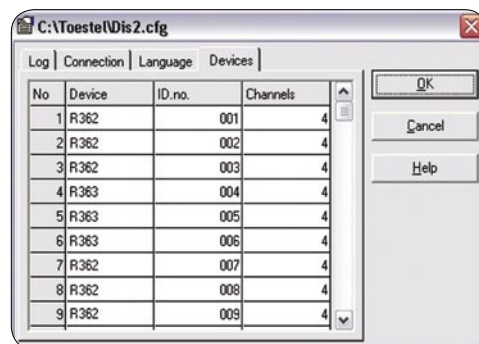 C:\Toestel\Dis2.cfg
Log Connection Language Devices
No Device ID.no. Channels
1 R362 001 4
2 R362 002 4
3 R362 003 4
4 R363 004 4
5 R363 005 4
6 R363 006 4
7 R362 007 4
8 R362 008 4
9 R362 009 4
OK
Cancel
Help